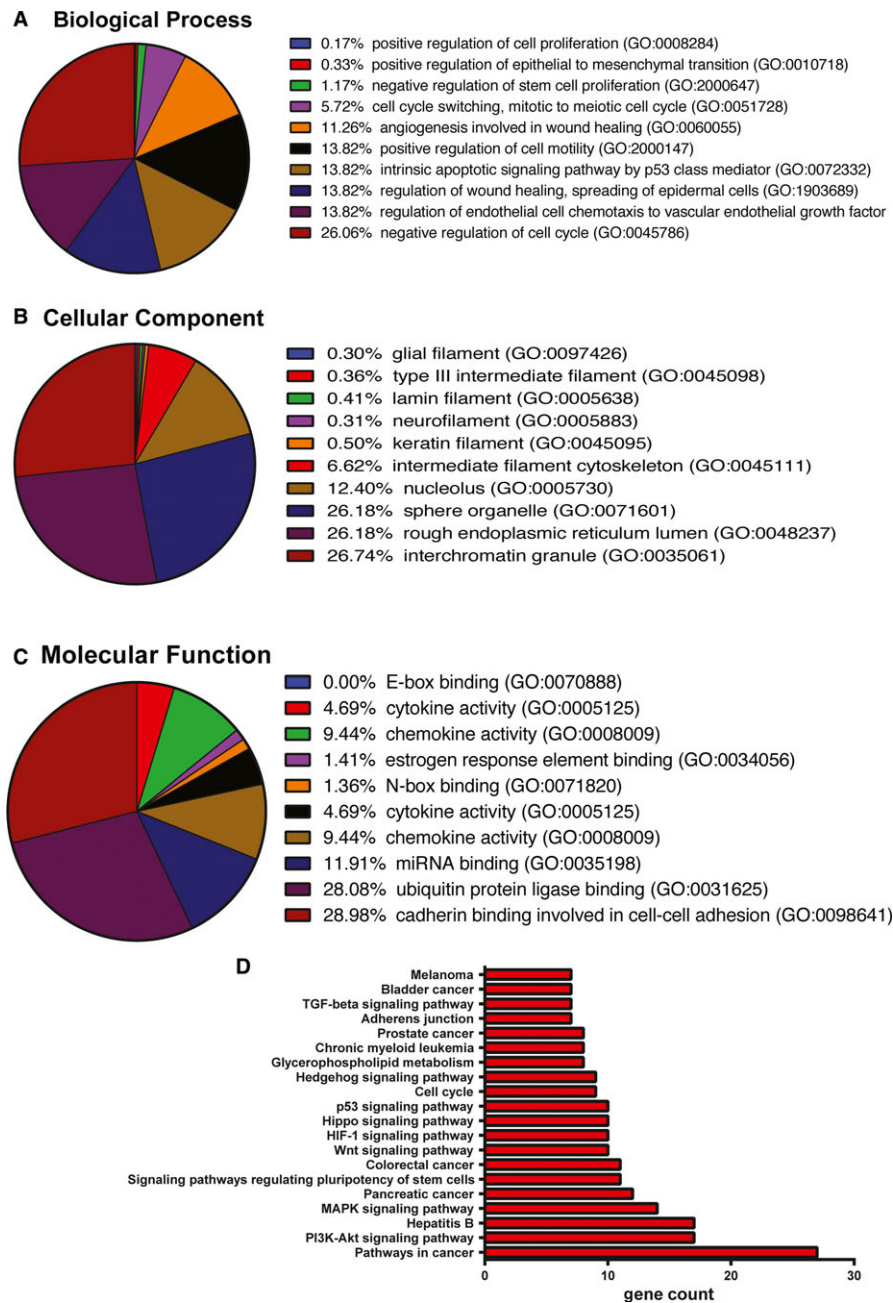 A Biological Process
0.17% positive regulation of cell proliferation (GO:0008284)
0.33% positive regulation of epithelial to mesenchymal transition (GO:0010718)
1.17% negative regulation of stem cell proliferation (GO:2000647)
5.72% cell cycle switching, mitotic to meiotic cell cycle (GO:0051728)
11.26% angiogenesis involved in wound healing (GO:0060055)
13.82% positive regulation of cell motility (GO:2000147)
13.82% intrinsic apoptotic signaling pathway by p53 class mediator (GO:0072332)
13.82% regulation of wound healing, spreading of epidermal cells (GO:1903689)
13.82% regulation of endothelial cell chemotaxis to vascular endothelial growth factor
26.06% negative regulation of cell cycle (GO:0045786)
B Cellular Component
0.30% glial filament (GO:0097426)
0.36% type III intermediate filament (GO:0045098)
0.41% lamin filament (GO:0005638)
0.31% neurofilament (GO:0005883)
0.50% keratin filament (GO:0045095)
6.62% intermediate filament cytoskeleton (GO:0045111)
12.40% nucleolus (GO:0005730)
26.18% sphere organelle (GO:0071601)
26.18% rough endoplasmic reticulum lumen (GO:0048237)
26.74% interchromatin granule (GO:0035061)
C Molecular Function
0.00% E-box binding (GO:0070888)
4.69% cytokine activity (GO:0005125)
9.44% chemokine activity (GO:0008009)
1.41% estrogen response element binding (GO:0034056)
1.36% N-box binding (GO:0071820)
4.69% cytokine activity (GO:0005125)
9.44% chemokine activity (GO:0008009)
11.91% miRNA binding (GO:0035198)
28.08% ubiquitin protein ligase binding (GO:0031625)
28.98% cadherin binding involved in cell-cell adhesion (GO:0098641)
D
Melanoma
Bladder cancer
TGF-beta signaling pathway
Adherens junction
Prostate cancer
Chronic myeloid leukemia
Glycerophospholipid metabolism
Hedgehog signaling pathway
Cell cycle
p53 signaling pathway
Hippo signaling pathway
HIF-1 signaling pathway
Wnt signaling pathway
Colorectal cancer
Signaling pathways regulating pluripotency of stem cells
Pancreatic cancer
MAPK signaling pathway
Hepatitis B
PI3K-Akt signaling pathway
Pathways in cancer
0 10 20 30
gene count